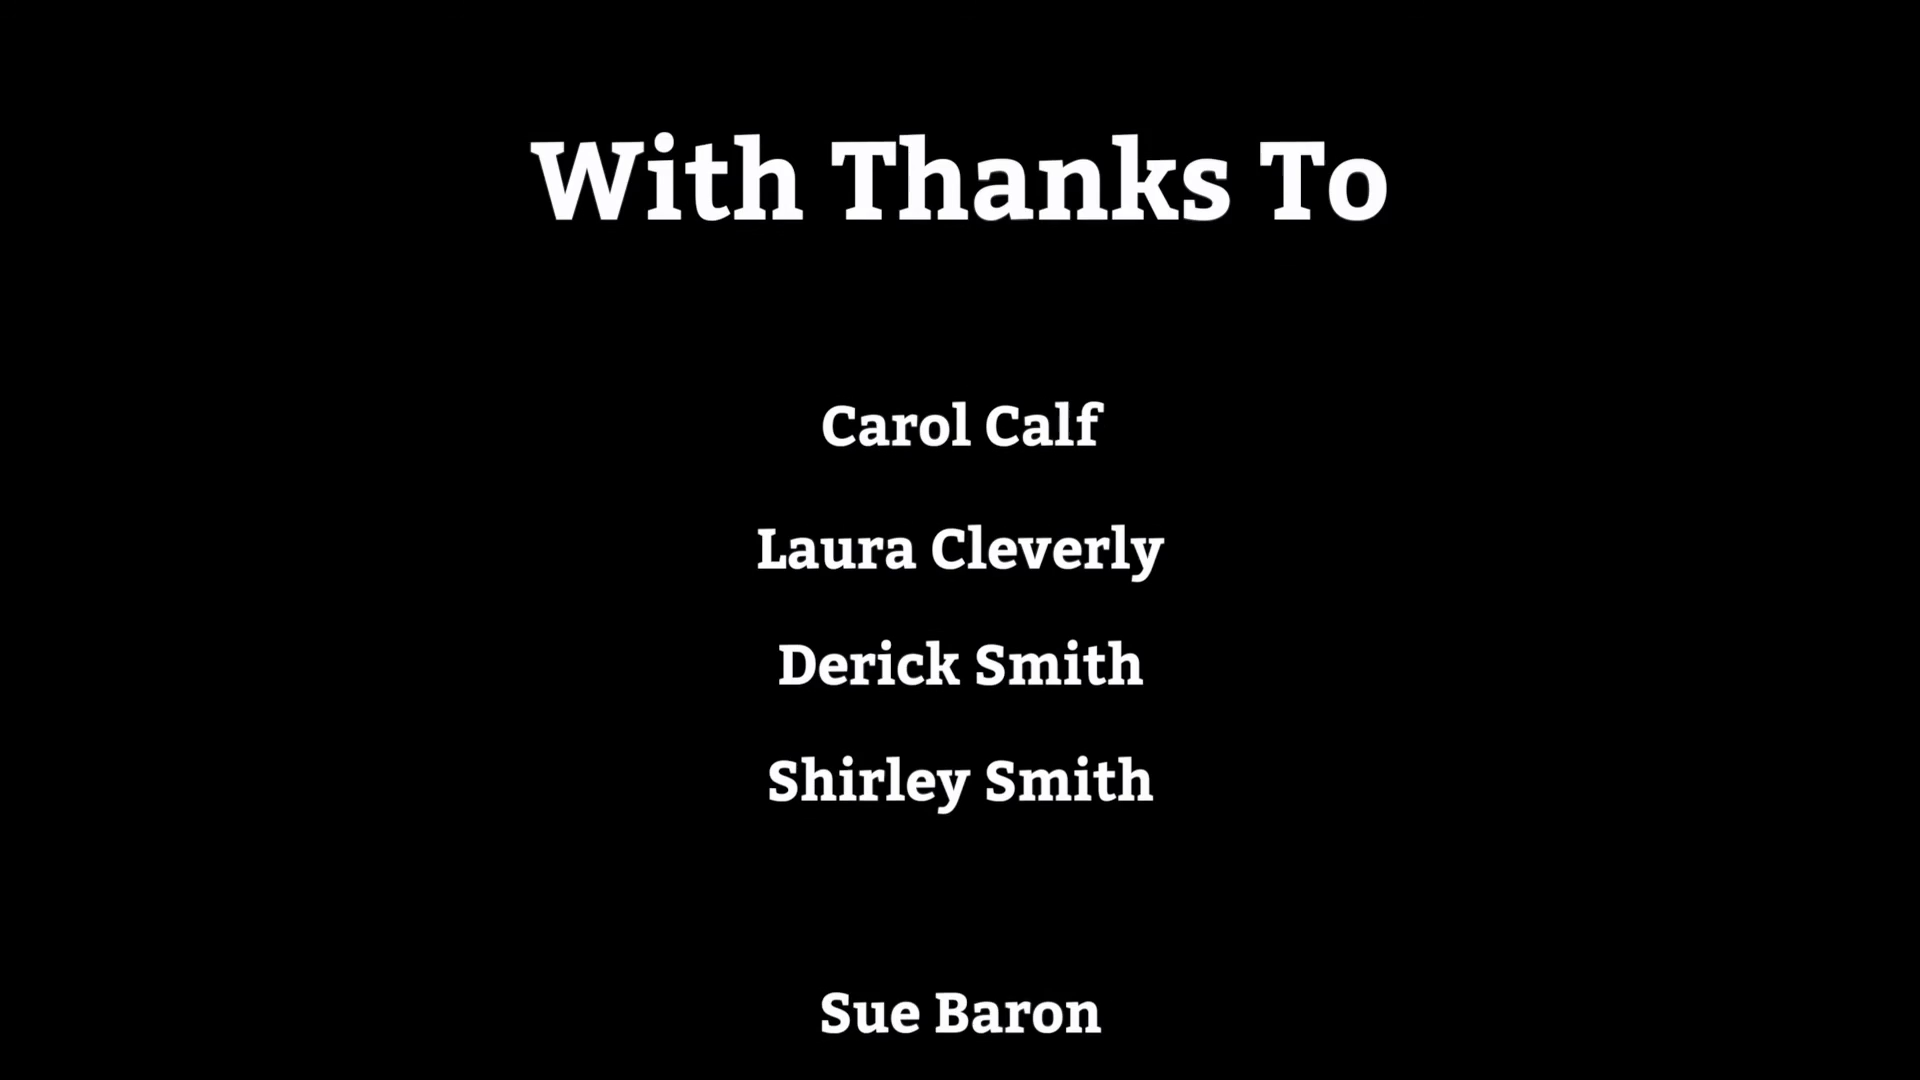 With Thanks To
Carol Calf
Laura Cleverly
Derick Smith
Shirley Smith
Sue Baron